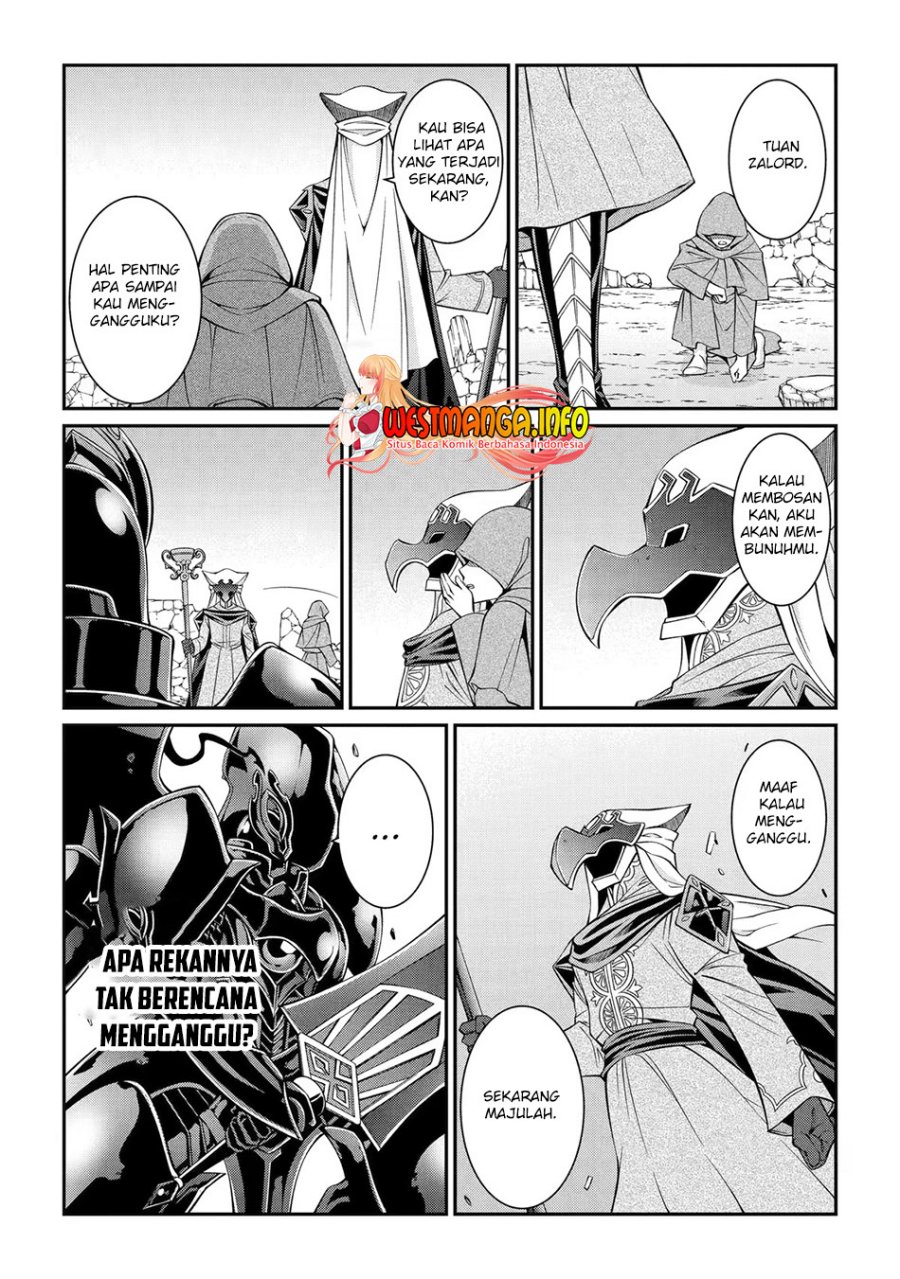 TUAN
ZALORD.
KAU BISA
LIHAT APA
YANG TERJADI
SEKARANG,
KAN?
HAL PENTING
APA SAMPAI
KAU MENG-
GANGGUKU?
WESTMANGA.INFO
Situs Baca Komik Berbahasa Indonesia
KALAU
MEMBOSAN
KAN, AKU
AKAN MEM-
BUNUHMU.
MAAF
KALAU
MENG-
GANGGU.
SEKARANG
MAJULAH.
...
APA REKANNYA
TAK BERENCANA
MENGGANGGU?